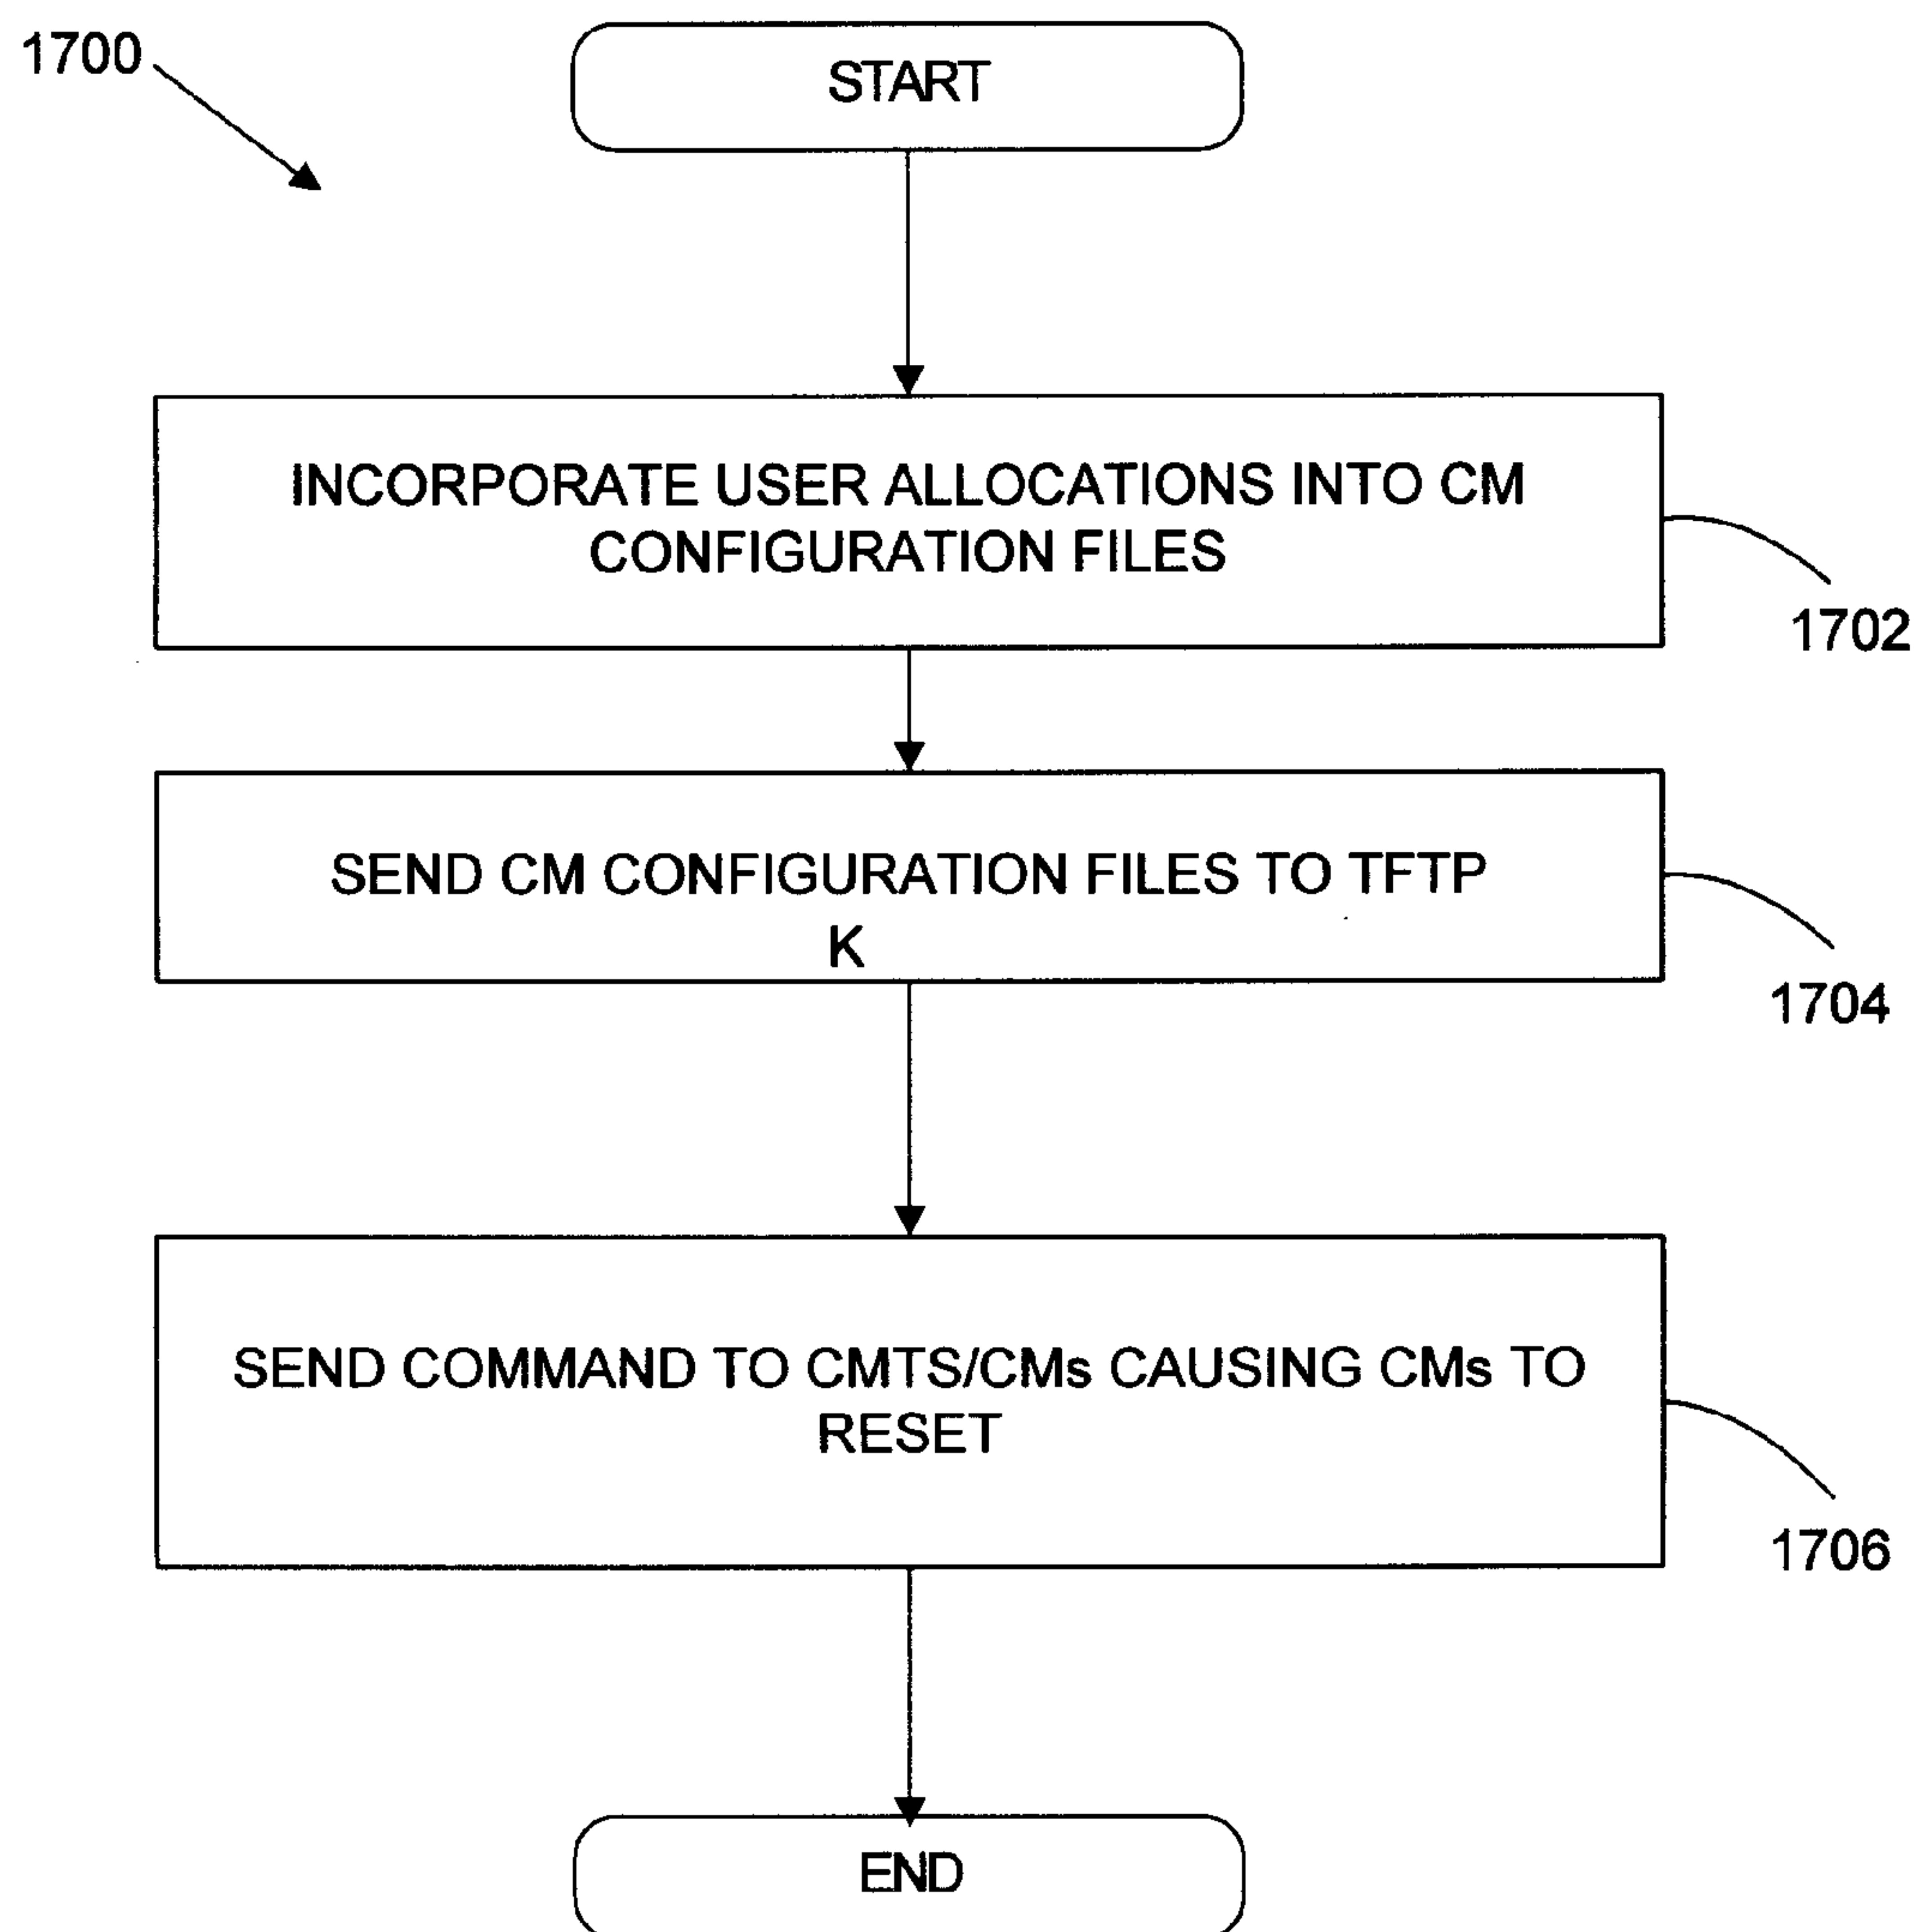 1700
START
INCORPORATE USER ALLOCATIONS INTO CM
CONFIGURATION FILES
1702
SEND CM CONFIGURATION FILES TO TFTP
K
1704
SEND COMMAND TO CMTS/CMs CAUSING CMs TO
RESET
1706
END